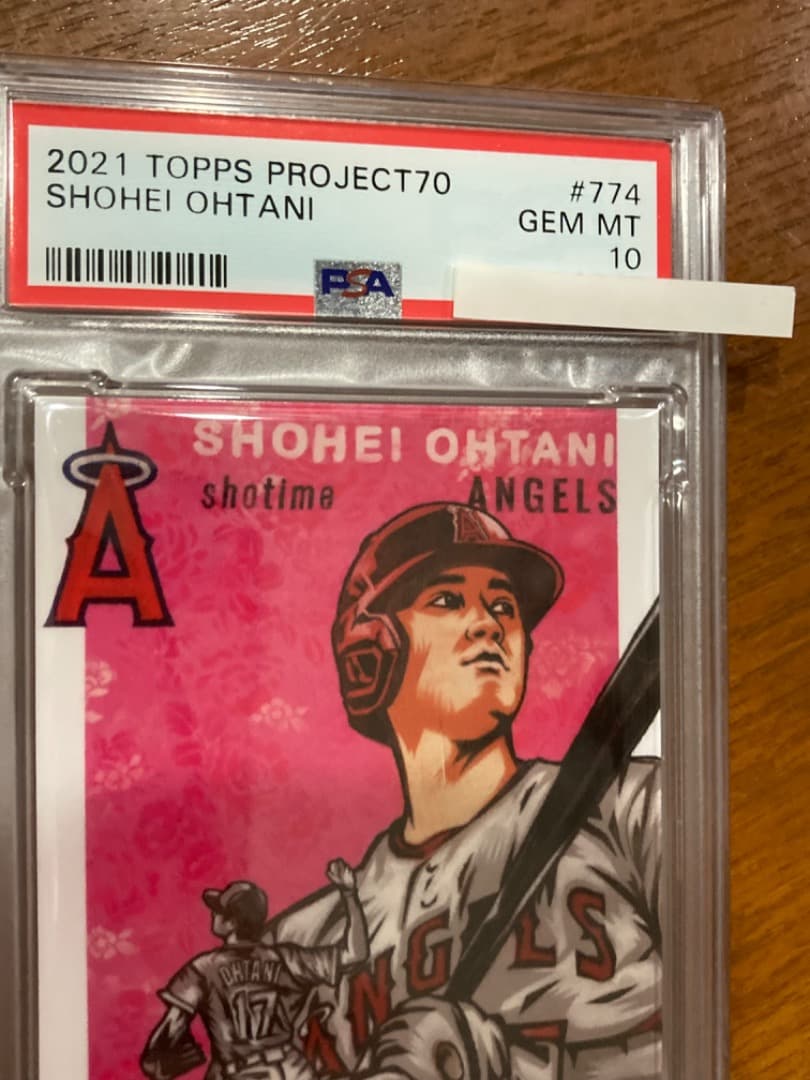 2021 TOPPS PROJECT70
SHOHEI OHTANI
#774
GEM MT
10
PSA
SHOHEI OHTANI
shotime
ANGELS
A
A
ANGELS
OHTANI
17